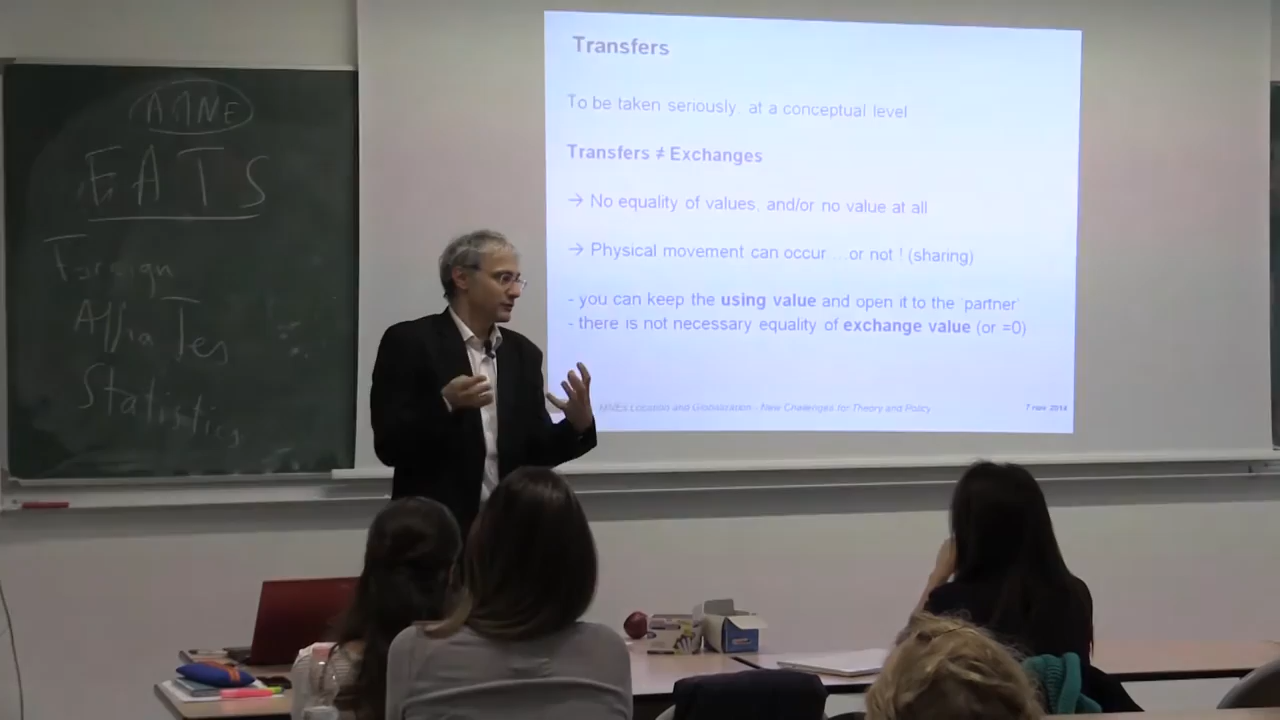 AMNE
FATS
Foreign
Affiliates
Statistics
Transfers
To be taken seriously, at a conceptual level
Transfers ≠ Exchanges
→ No equality of values, and/or no value at all
→ Physical movement can occur ...or not ! (sharing)
- you can keep the using value and open it to the ‘partner’
- there is not necessary equality of exchange value (or =0)
MNEs Location and Globalization - New Challenges for Theory and Policy
7 nov. 2014